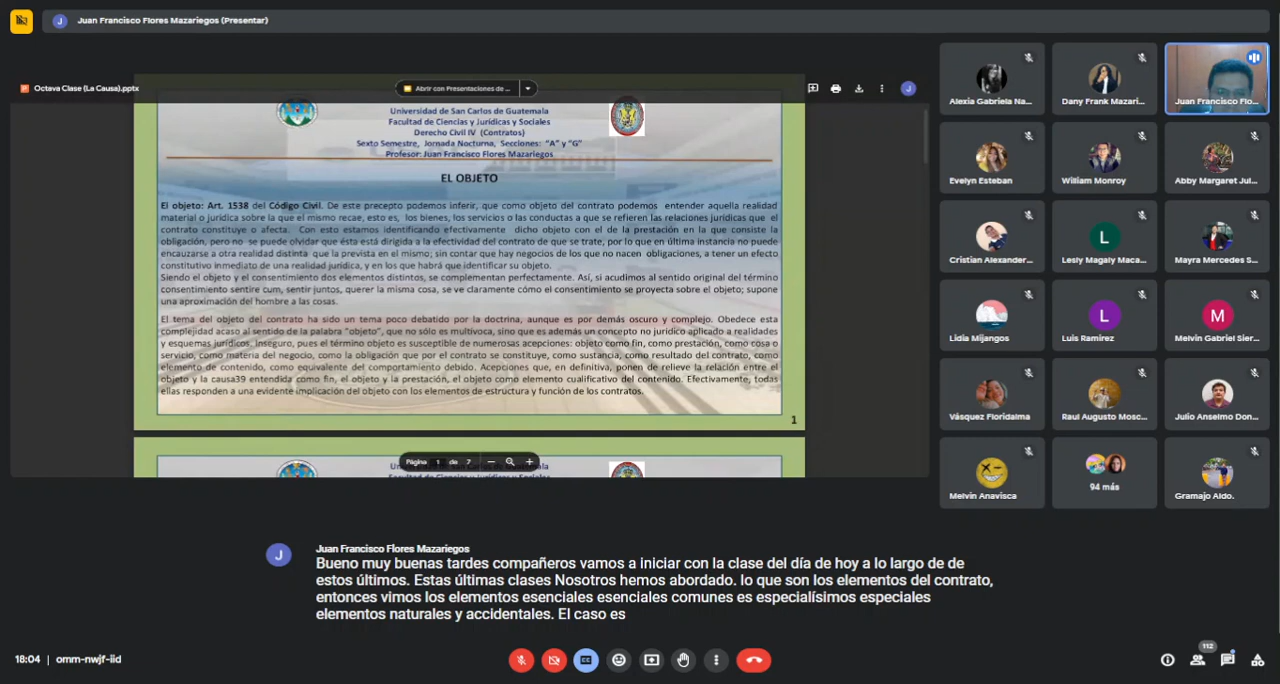 J Juan Francisco Flores Mazariegos (Presentar)
Octava Clase (La Causa).pptx
Abrir con Presentaciones de ...
J
Universidad de San Carlos de Guatemala
Facultad de Ciencias y Jurídicas y Sociales
Derecho Civil IV (Contratos)
Sexto Semestre, Jornada Nocturna, Secciones: “A” y “G”
Profesor: Juan Francisco Flores Mazariegos
EL OBJETO
El objeto: Art. 1538 del Código Civil. De este precepto podemos inferir, que como objeto del contrato podemos entender aquella realidad
material o jurídica sobre la que el mismo recae, esto es, los bienes, los servicios o las conductas a que se refieren las relaciones jurídicas que el
contrato constituye o afecta. Con esto estamos identificando efectivamente dicho objeto con el de la prestación en la que consiste la
obligación, pero no se puede olvidar que ésta está dirigida a la efectividad del contrato de que se trate, por lo que en última instancia no puede
encauzarse a otra realidad distinta que la prevista en el mismo; sin contar que hay negocios de los que no nacen obligaciones, a tener un efecto
constitutivo inmediato de una realidad jurídica, y en los que habrá que identificar su objeto.
Siendo el objeto y el consentimiento dos elementos distintos, se complementan perfectamente. Así, si acudimos al sentido original del término
consentimiento sentire cum, sentir juntos, querer la misma cosa, se ve claramente cómo el consentimiento se proyecta sobre el objeto; supone
una aproximación del hombre a las cosas.
El tema del objeto del contrato ha sido un tema poco debatido por la doctrina, aunque es por demás oscuro y complejo. Obedece esta
complejidad acaso al sentido de la palabra “objeto”, que no sólo es multívoca, sino que es además un concepto no jurídico aplicado a realidades
y esquemas jurídicos. Inseguro, pues el término objeto es susceptible de numerosas acepciones: objeto como fin, como prestación, como cosa o
servicio, como materia del negocio, como la obligación que por el contrato se constituye, como sustancia, como resultado del contrato, como
elemento de contenido, como equivalente del comportamiento debido. Acepciones que, en definitiva, ponen de relieve la relación entre el
objeto y la causa39 entendida como fin, el objeto y la prestación, el objeto como elemento cualificativo del contenido. Efectivamente, todas
ellas responden a una evidente implicación del objeto con los elementos de estructura y función de los contratos.
1
Página 1 de 7
Alexia Gabriela Na...
Dany Frank Mazari...
Juan Francisco Flo...
Evelyn Esteban
William Monroy
Abby Margaret Jul...
Cristian Alexander...
L
Lesly Magaly Maca...
Mayra Mercedes S...
Lidia Mijangos
L
Luis Ramirez
M
Melvin Gabriel Sier...
Vásquez Floridalma
Raul Augusto Mosc...
Julio Anselmo Don...
Melvin Anavisca
94 más
Gramajo Aldo.
J
Juan Francisco Flores Mazariegos
Bueno muy buenas tardes compañeros vamos a iniciar con la clase del día de hoy a lo largo de de
estos últimos. Estas últimas clases Nosotros hemos abordado. lo que son los elementos del contrato,
entonces vimos los elementos esenciales esenciales comunes es especialísimos especiales
elementos naturales y accidentales. El caso es
18:04 | omm-nwjf-iid
CC
112